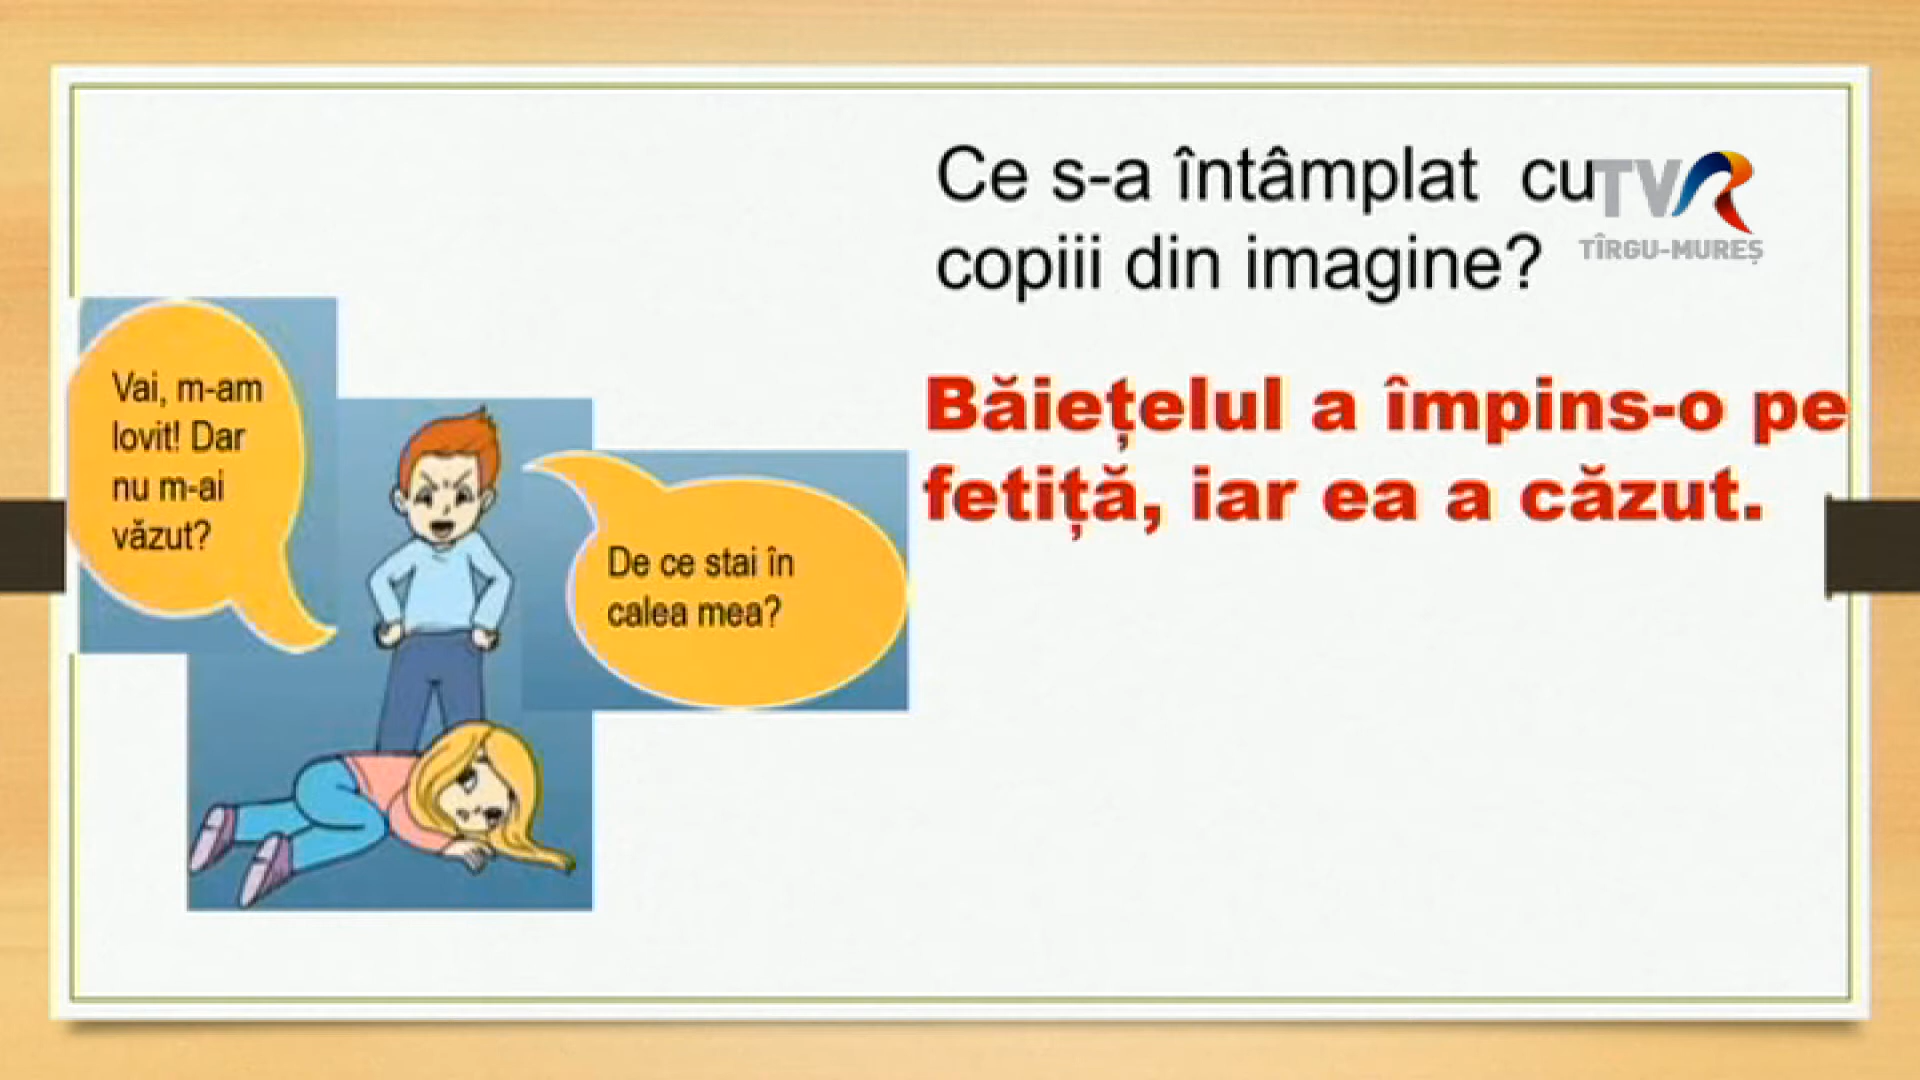 Ce s-a întâmplat cu
copiii din imagine?
TVR
TÎRGU-MUREȘ
Băiețelul a împins-o pe
fetiță, iar ea a căzut.
Vai, m-am
lovit! Dar
nu m-ai
văzut?
De ce stai în
calea mea?